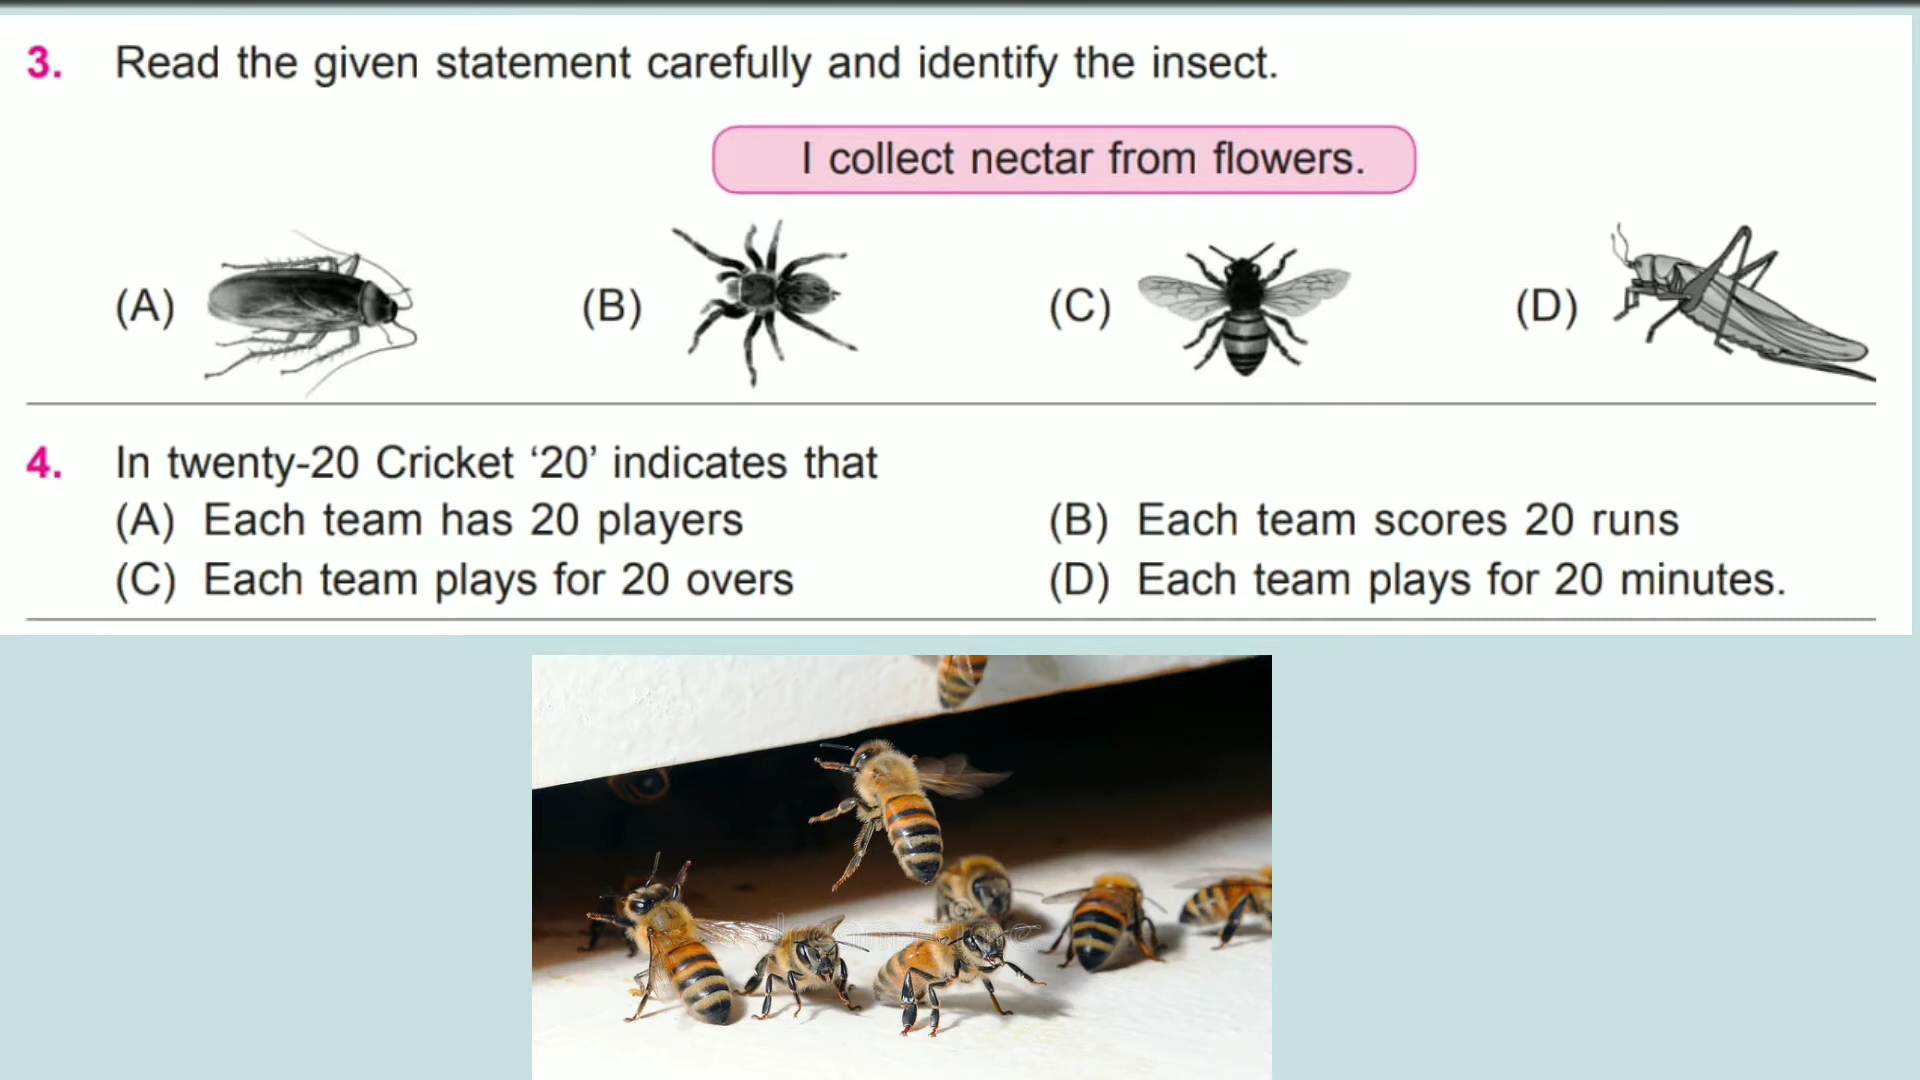 3. Read the given statement carefully and identify the insect.
I collect nectar from flowers.
(A) (B) (C) (D)
4. In twenty-20 Cricket ‘20’ indicates that
(A) Each team has 20 players (B) Each team scores 20 runs
(C) Each team plays for 20 overs (D) Each team plays for 20 minutes.